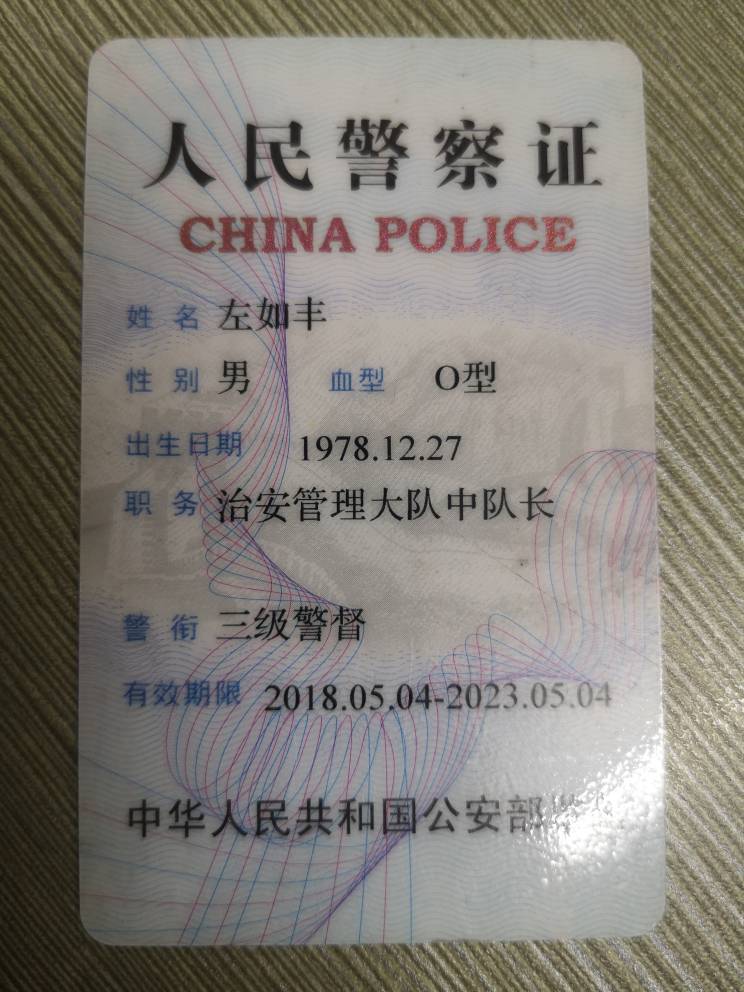 人民警察证
CHINA POLICE
姓名 左如丰
性别 男 血型 O型
出生日期 1978.12.27
职务 治安管理大队中队长
警衔 三级警督
有效期限 2018.05.04-2023.05.04
中华人民共和国公安部